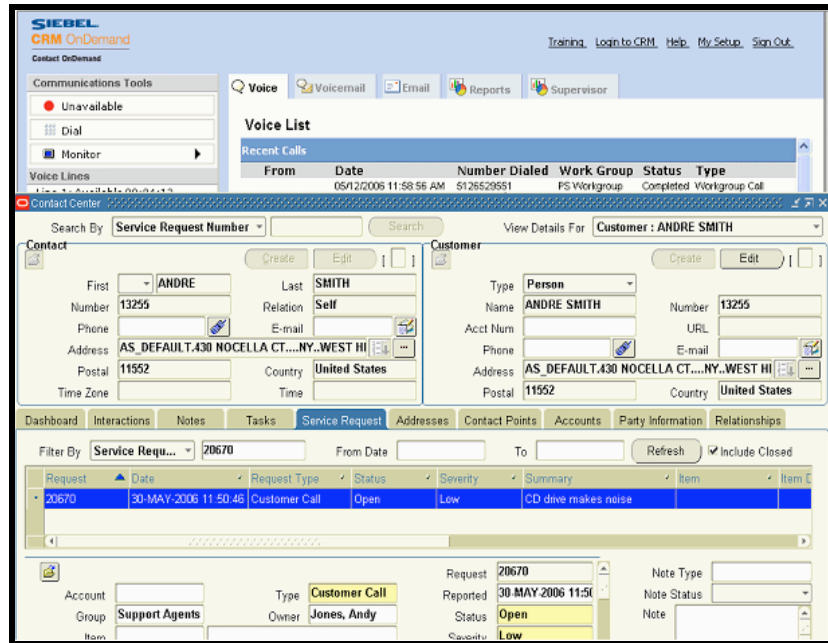 SIEBEL.
CRM OnDemand
Contact OnDemand
Training Login to CRM Help My Setup Sign Out
Communications Tools
Unavailable
Dial
Monitor
Voice Lines
Voice Voicemail Email Reports Supervisor
Voice List
Recent Calls
From Date Number Dialed Work Group Status Type
05/12/2006 11:58:56 AM 5126529551 PS Workgroup Completed Workgroup Call
Contact Center
Search By Service Request Number Search View Details For Customer : ANDRE SMITH
Contact
Create Edit [ ]
First ANDRE Last SMITH
Number 13255 Relation Self
Phone E-mail
Address AS_DEFAULT.430 NOCELLA CT....NY..WEST HI ...
Postal 11552 Country United States
Time Zone Time
Customer
Create Edit [ ]
Type Person
Name ANDRE SMITH Number 13255
Acct Num URL
Phone E-mail
Address AS_DEFAULT.430 NOCELLA CT....NY..WEST HI ...
Postal 11552 Country United States
Dashboard Interactions Notes Tasks Service Request Addresses Contact Points Accounts Party Information Relationships
Filter By Service Requ... 20670 From Date To Refresh Include Closed
Request Date Request Type Status Severity Summary Item Item D
20670 30-MAY-2006 11:50:46 Customer Call Open Low CD drive makes noise
Request 20670 Note Type
Account Type Customer Call Reported 30-MAY-2006 11:50 Note Status
Group Support Agents Owner Jones, Andy Status Open Note
Item Severity Low